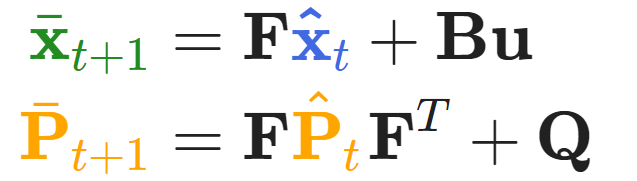 x̄ₜ₊₁ = Fx̂ₜ + Bu
P̄ₜ₊₁ = FP̂ₜFᵀ + Q